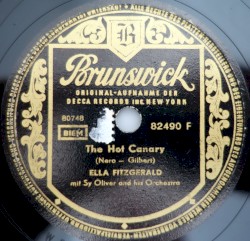 B
Brunswick
ORIGINAL-AUFNAHME DER
DECCA RECORDS INC. NEW YORK
80748
BIEM
82490 F
The Hot Canary
(Nero - Gilbert)
ELLA FITZGERALD
mit Sy Oliver and his Orchestra